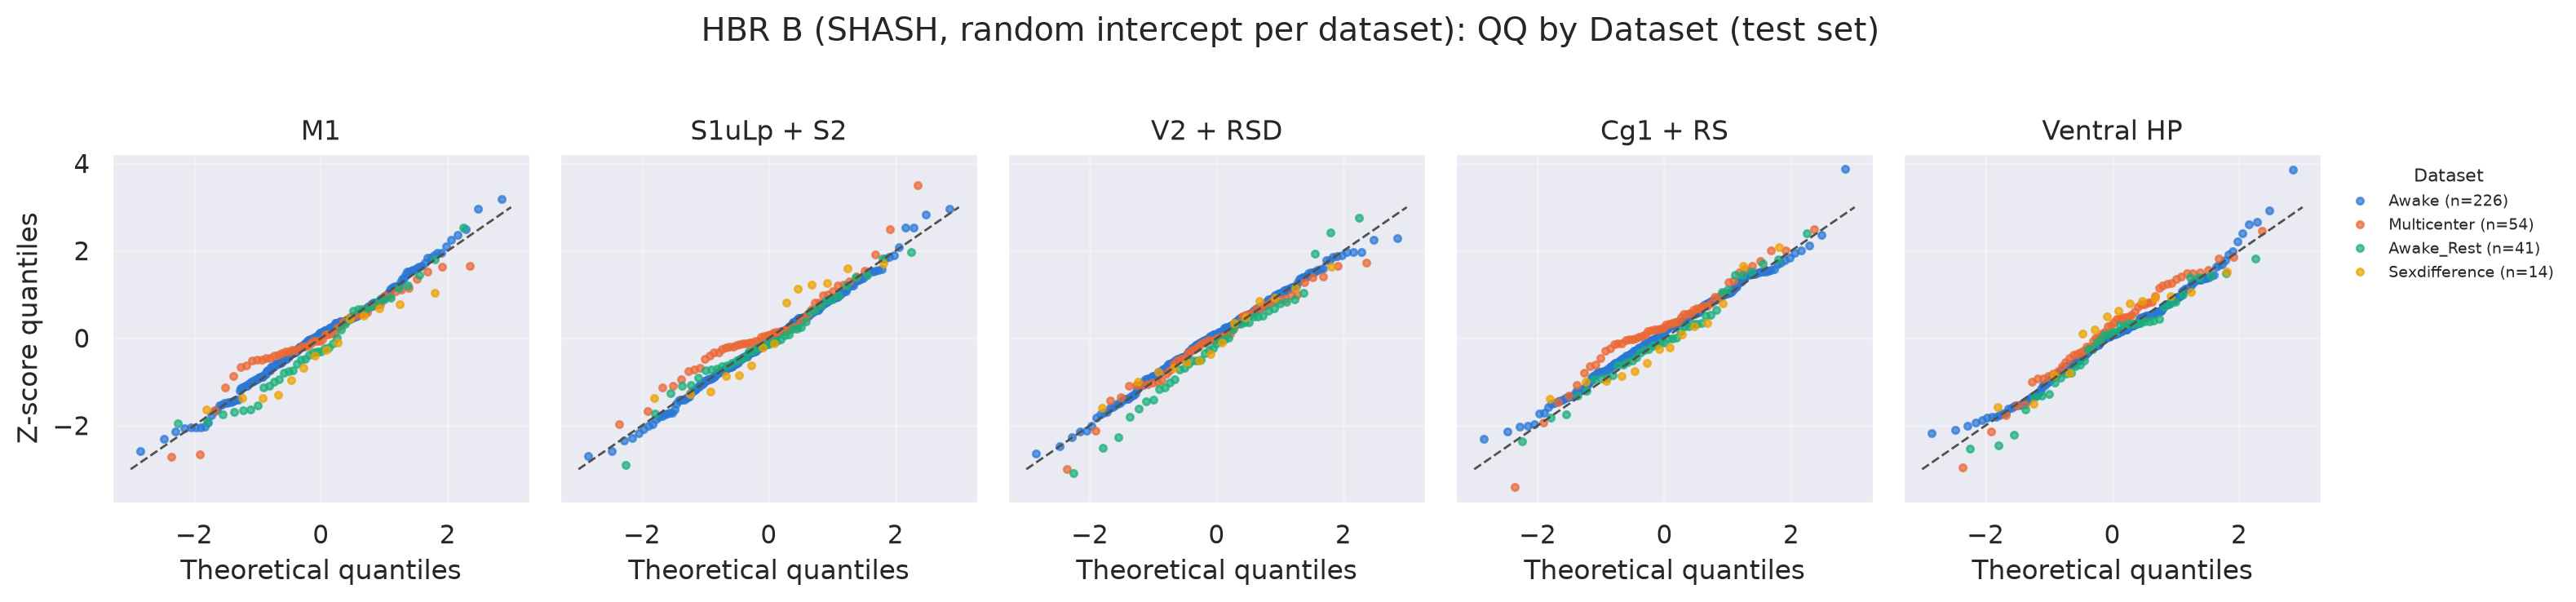 HBR B (SHASH, random intercept per dataset): QQ by Dataset (test set)
M1
S1uLp + S2
V2 + RSD
Cg1 + RS
Ventral HP
Z-score quantiles
4
2
0
−2
−2 0 2
−2 0 2
−2 0 2
−2 0 2
−2 0 2
Theoretical quantiles
Theoretical quantiles
Theoretical quantiles
Theoretical quantiles
Theoretical quantiles
Dataset
Awake (n=226)
Multicenter (n=54)
Awake_Rest (n=41)
Sexdifference (n=14)